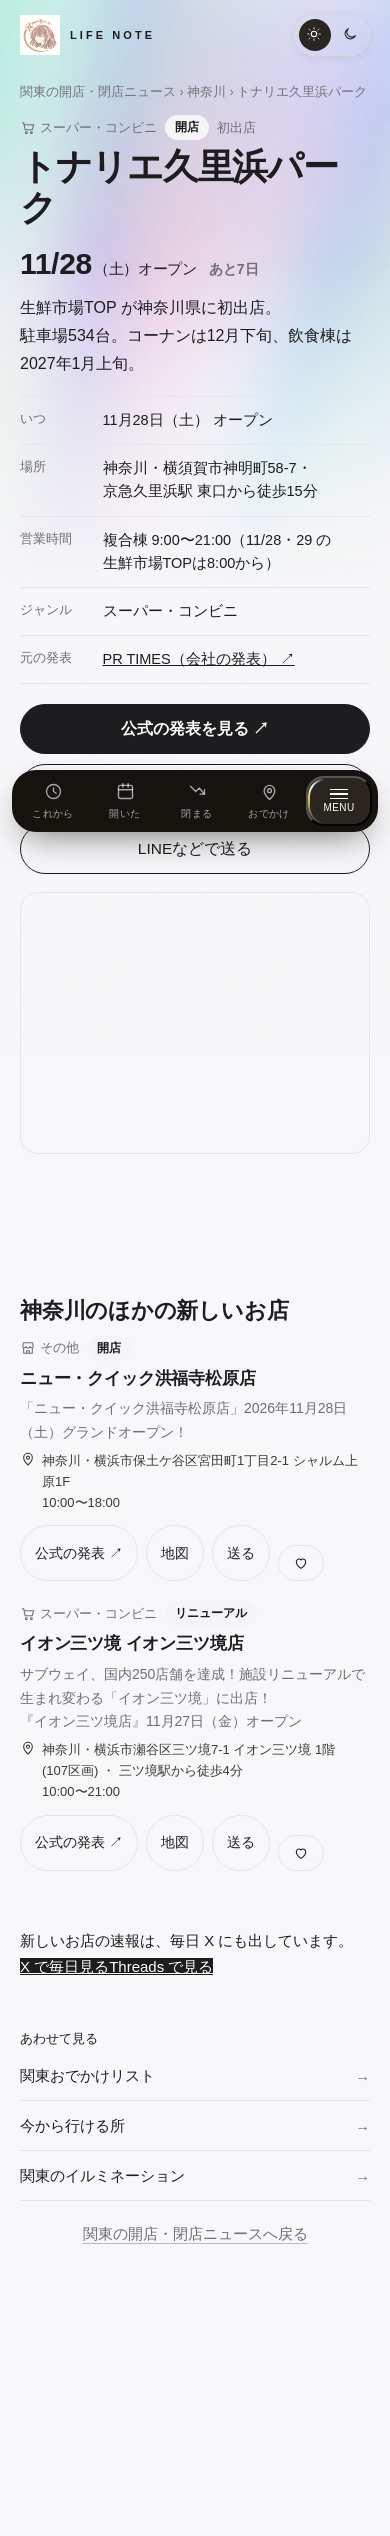 LIFE NOTE
関東の開店・閉店ニュース › 神奈川 › トナリエ久里浜パーク
スーパー・コンビニ 開店 初出店
トナリエ久里浜パー
ク
11/28（土）オープン あと7日
生鮮市場TOP が神奈川県に初出店。
駐車場534台。コーナンは12月下旬、飲食棟は
2027年1月上旬。
いつ 11月28日（土） オープン
場所 神奈川・横須賀市神明町58-7・
京急久里浜駅 東口から徒歩15分
営業時間 複合棟 9:00〜21:00（11/28・29 の
生鮮市場TOPは8:00から）
ジャンル スーパー・コンビニ
元の発表 PR TIMES（会社の発表） ↗
公式の発表を見る ↗
これから 開いた 閉まる おでかけ MENU
LINEなどで送る
神奈川のほかの新しいお店
その他 開店
ニュー・クイック洪福寺松原店
「ニュー・クイック洪福寺松原店」2026年11月28日
（土）グランドオープン！
神奈川・横浜市保土ケ谷区宮田町1丁目2-1 シャルム上
原1F
10:00〜18:00
公式の発表 ↗ 地図 送る
スーパー・コンビニ リニューアル
イオン三ツ境 イオン三ツ境店
サブウェイ、国内250店舗を達成！施設リニューアルで
生まれ変わる「イオン三ツ境」に出店！
『イオン三ツ境店』11月27日（金）オープン
神奈川・横浜市瀬谷区三ツ境7-1 イオン三ツ境 1階
(107区画) ・ 三ツ境駅から徒歩4分
10:00〜21:00
公式の発表 ↗ 地図 送る
新しいお店の速報は、毎日 X にも出しています。
X で毎日見るThreads で見る
あわせて見る
関東おでかけリスト →
今から行ける所 →
関東のイルミネーション →
関東の開店・閉店ニュースへ戻る